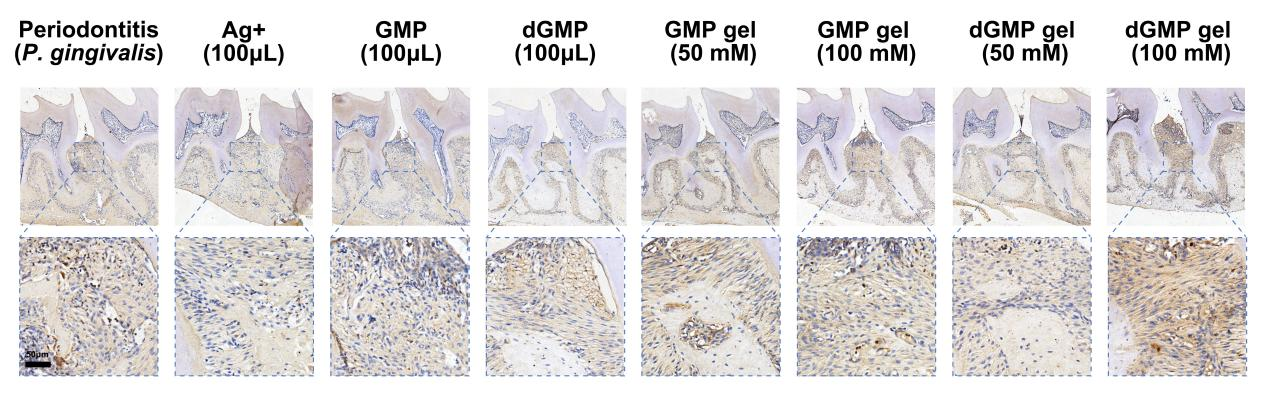 Periodontitis
(P. gingivalis)
Ag+
(100µL)
GMP
(100µL)
dGMP
(100µL)
GMP gel
(50 mM)
GMP gel
(100 mM)
dGMP gel
(50 mM)
dGMP gel
(100 mM)
50µm